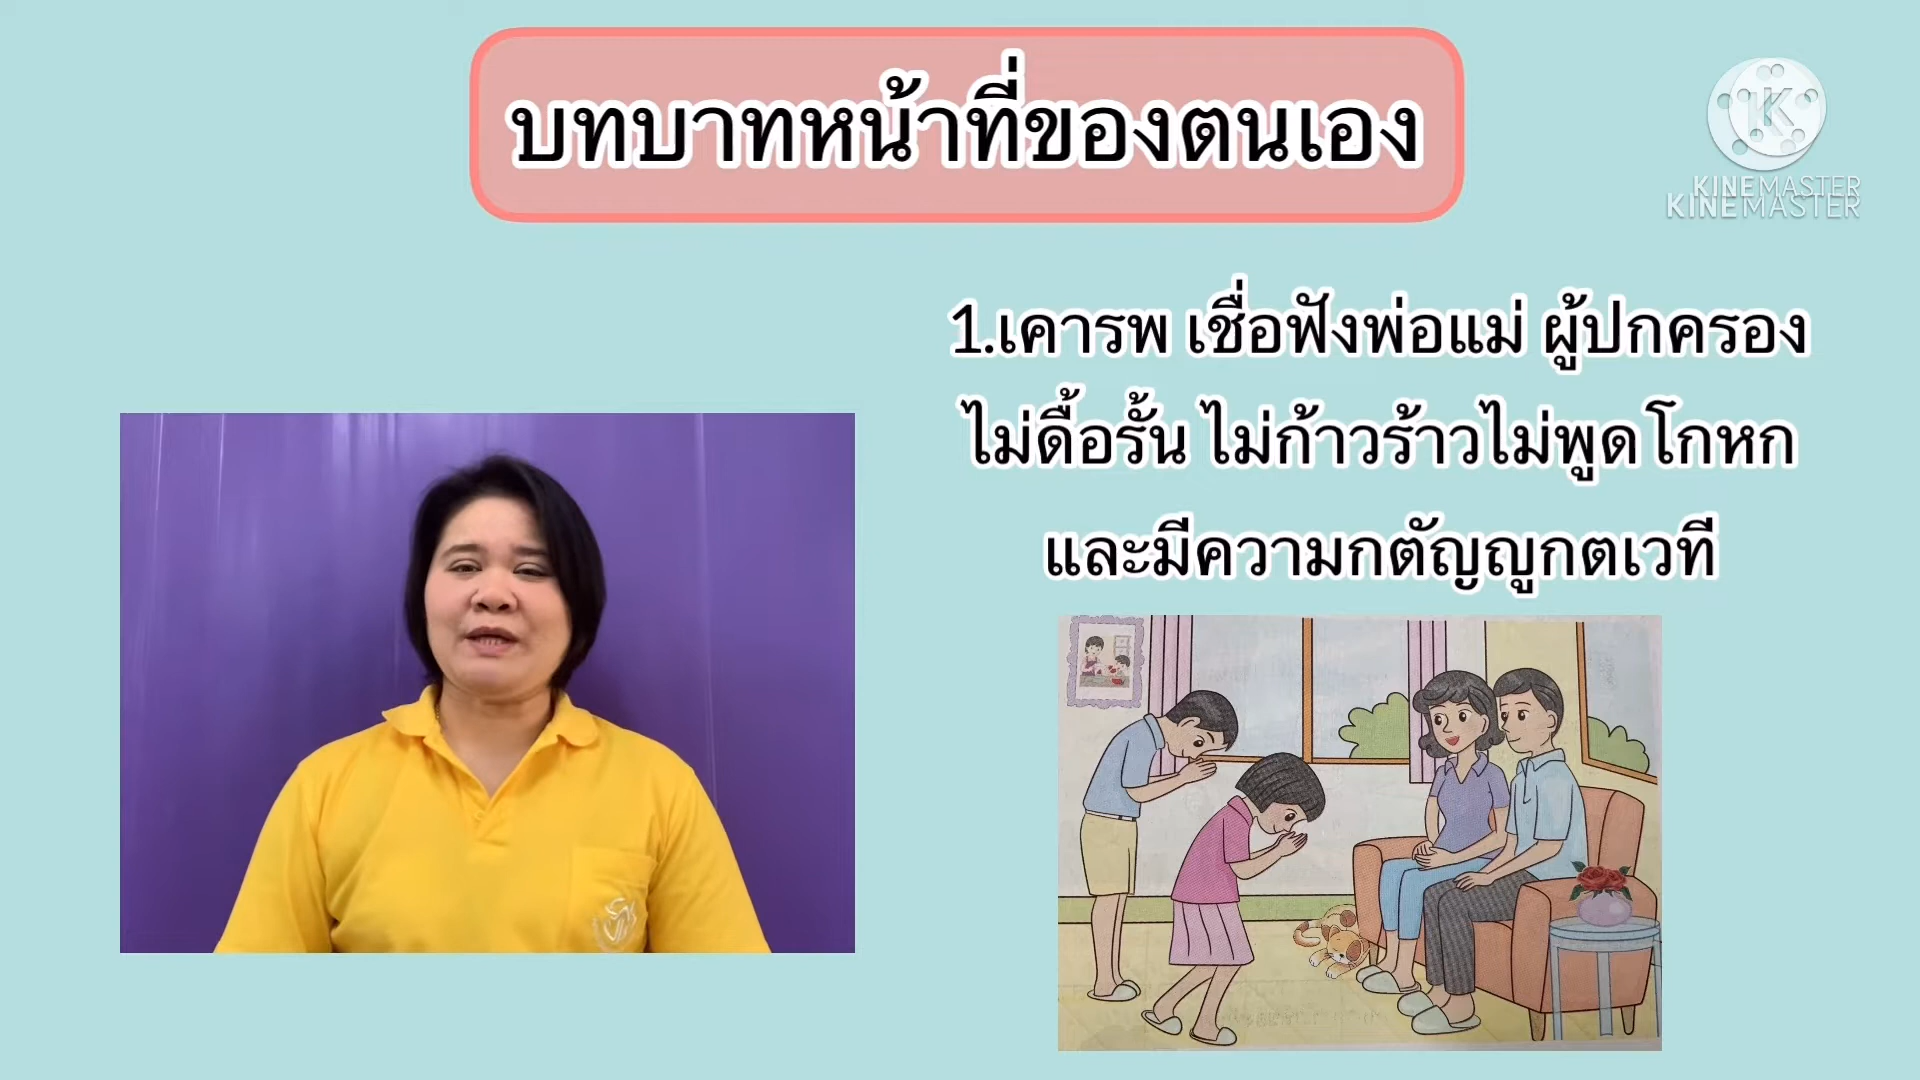 บทบาทหน้าที่ของตนเอง
KINEMASTER
KINEMASTER
1.เคารพ เชื่อฟังพ่อแม่ ผู้ปกครอง
ไม่ดื้อรั้น ไม่ก้าวร้าวไม่พูดโกหก
และมีความกตัญญูกตเวที